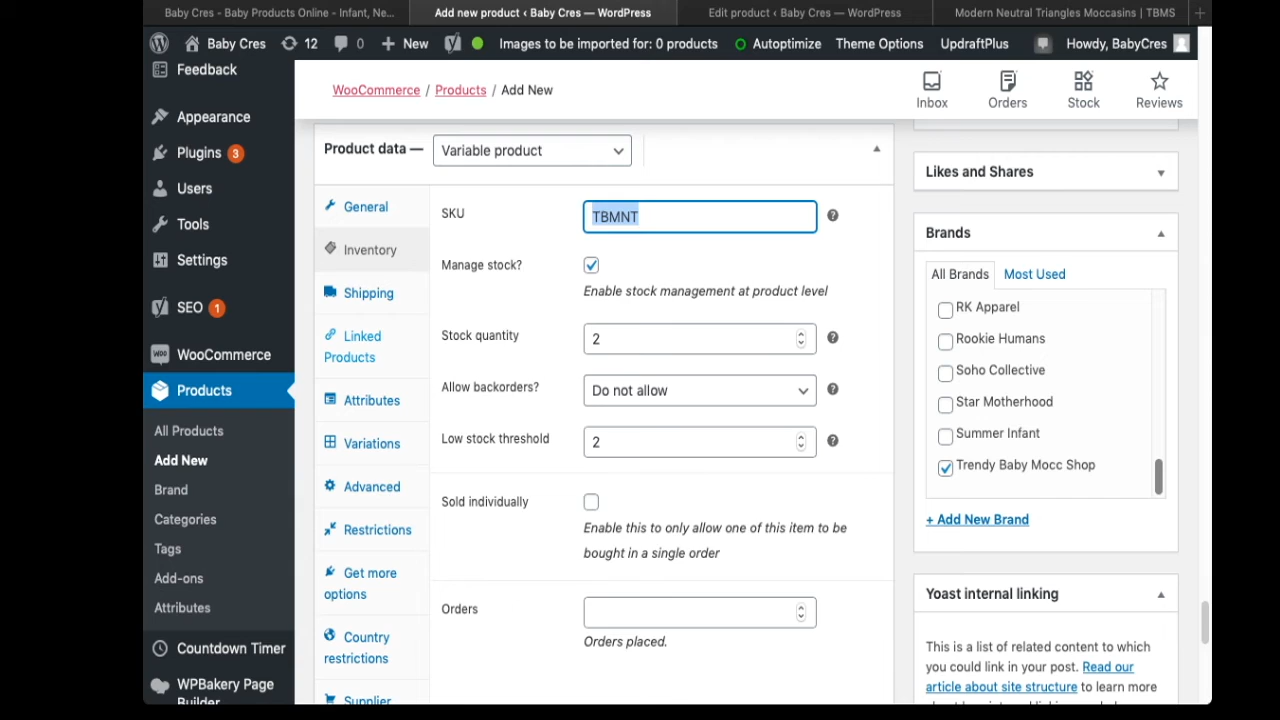 Baby Cres - Baby Products Online - Infant, Ne...
Add new product ‹ Baby Cres — WordPress
Edit product ‹ Baby Cres — WordPress
Modern Neutral Triangles Moccasins | TBMS
Baby Cres
12
0
New
Images to be imported for: 0 products
Autoptimize
Theme Options
UpdraftPlus
Howdy, BabyCres
Feedback
Appearance
Plugins 3
Users
Tools
Settings
SEO 1
WooCommerce
Products
All Products
Add New
Brand
Categories
Tags
Add-ons
Attributes
Countdown Timer
WPBakery Page
Builder
WooCommerce / Products / Add New
Inbox
Orders
Stock
Reviews
Product data —
Variable product
General
Inventory
Shipping
Linked
Products
Attributes
Variations
Advanced
Restrictions
Get more
options
Country
restrictions
Supplier
SKU
TBMNT
Manage stock?
Enable stock management at product level
Stock quantity
2
Allow backorders?
Do not allow
Low stock threshold
2
Sold individually
Enable this to only allow one of this item to be
bought in a single order
Orders
Orders placed.
Likes and Shares
Brands
All Brands
Most Used
RK Apparel
Rookie Humans
Soho Collective
Star Motherhood
Summer Infant
Trendy Baby Mocc Shop
+ Add New Brand
Yoast internal linking
This is a list of related content to which
you could link in your post. Read our
article about site structure to learn more